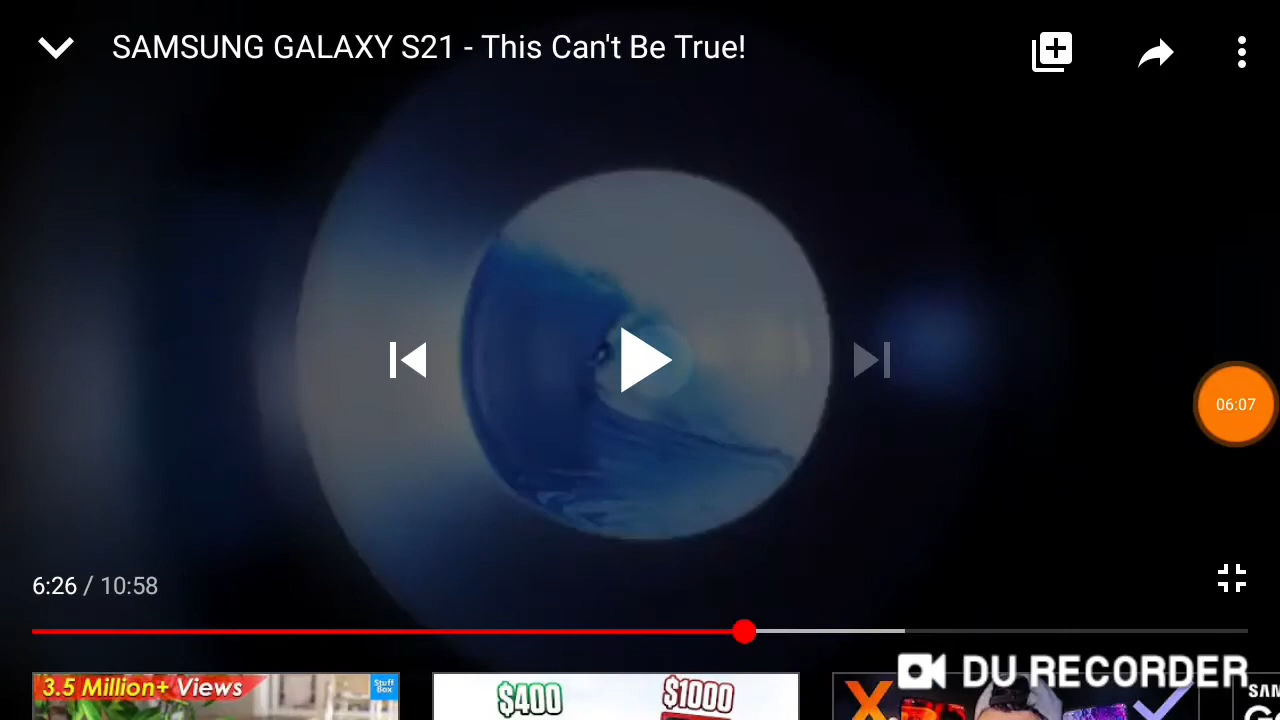 SAMSUNG GALAXY S21 - This Can't Be True!
06:07
6:26 / 10:58
DU RECORDER
3.5 Million+ Views
Stuff
Box
$400
$1000
X
SAM